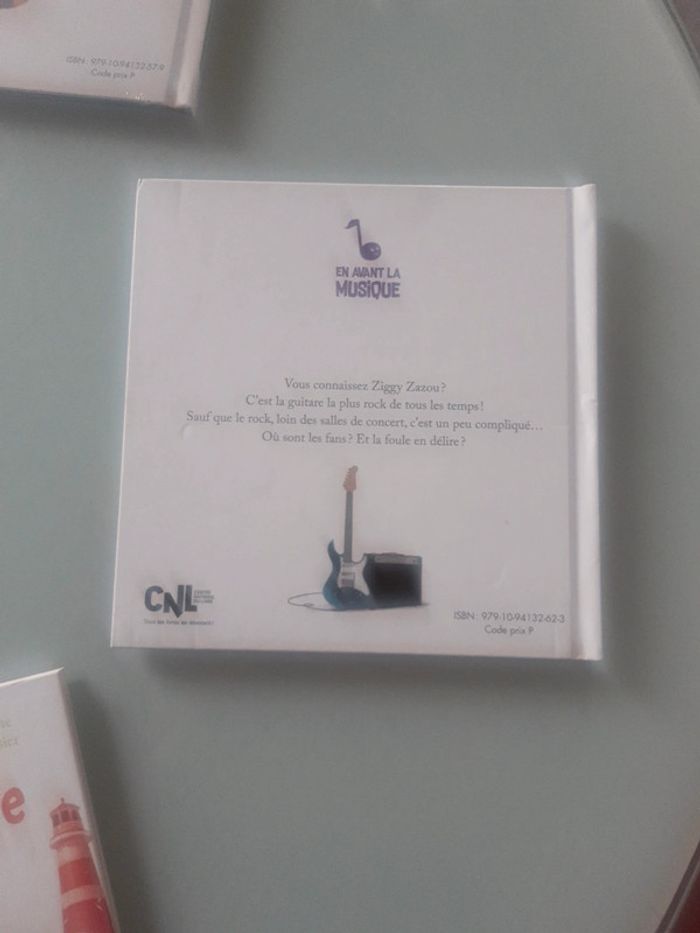 ISBN: 979-10-94132-57-9
Code prix P
EN AVANT LA
MUSIQUE
Vous connaissez Ziggy Zazou ?
C'est la guitare la plus rock de tous les temps !
Sauf que le rock, loin des salles de concert, c'est un peu compliqué…
Où sont les fans ? Et la foule en délire ?
CNL
ISBN: 979-10-94132-62-3
Code prix P
e